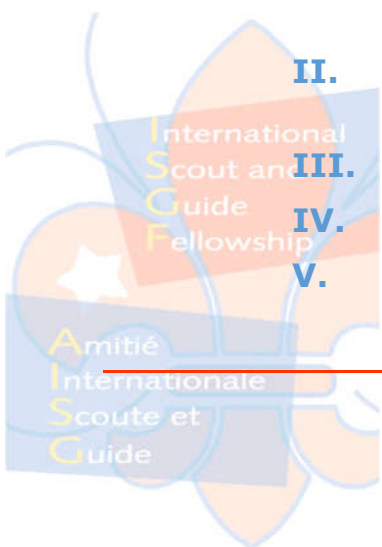 II.
International
Scout and
III.
Guide
IV.
Fellowship
V.
Amitié
Internationale
Scoute et
Guide